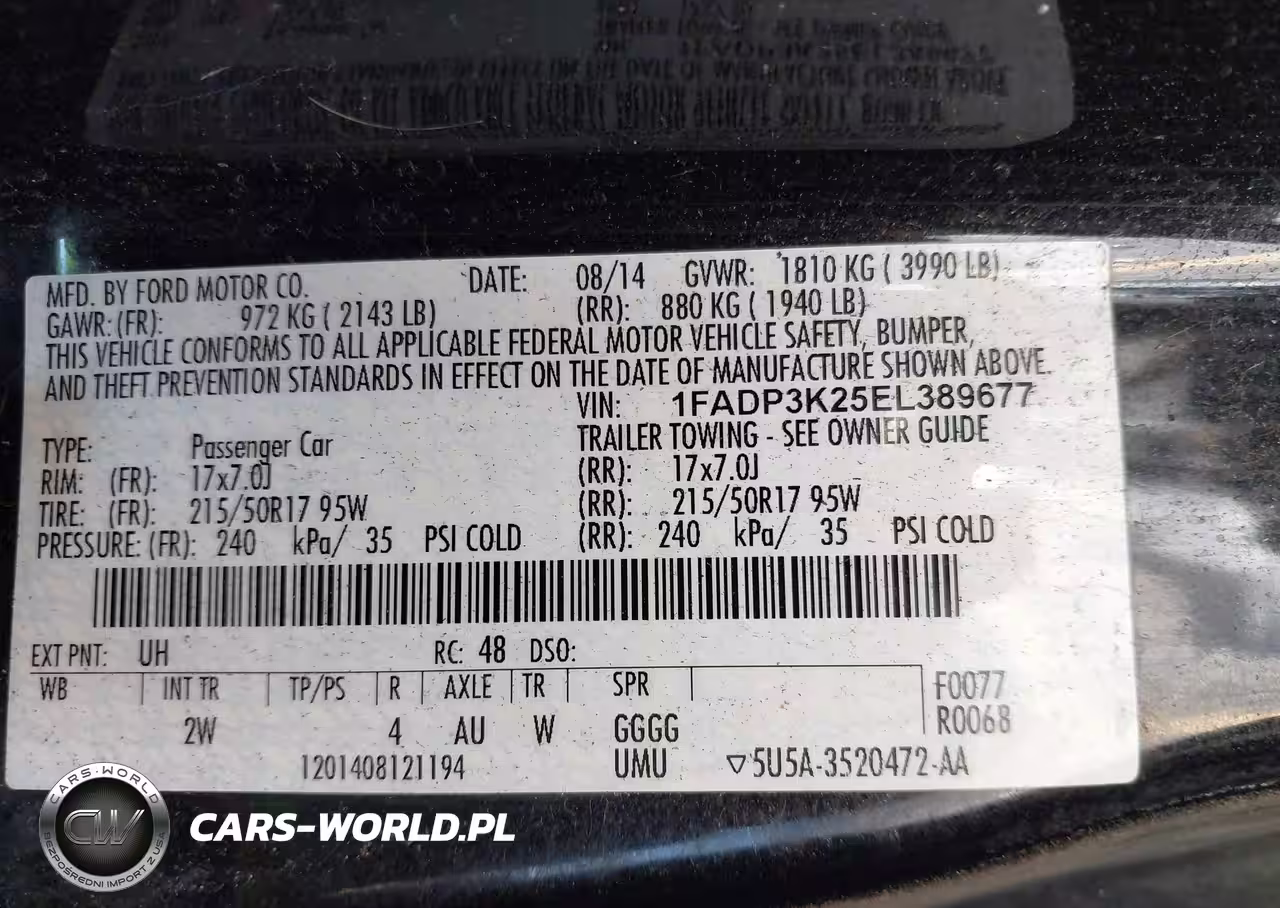 MFD. BY FORD MOTOR CO. DATE: 08/14 GVWR: 1810 KG ( 3990 LB)
GAWR: (FR): 972 KG ( 2143 LB) (RR): 880 KG ( 1940 LB)
THIS VEHICLE CONFORMS TO ALL APPLICABLE FEDERAL MOTOR VEHICLE SAFETY, BUMPER,
AND THEFT PREVENTION STANDARDS IN EFFECT ON THE DATE OF MANUFACTURE SHOWN ABOVE.
VIN: 1FADP3K25EL389677
TYPE: Passenger Car TRAILER TOWING - SEE OWNER GUIDE
RIM: (FR): 17x7.0J (RR): 17x7.0J
TIRE: (FR): 215/50R17 95W (RR): 215/50R17 95W
PRESSURE: (FR): 240 kPa/ 35 PSI COLD (RR): 240 kPa/ 35 PSI COLD
EXT PNT: UH RC: 48 DSO:
WB INT TR TP/PS R AXLE TR SPR F0077
2W 4 AU W GGGG R0068
1201408121194 UMU ▽5U5A-3520472-AA
CARS-WORLD
CW
BEZPOŚREDNI IMPORT Z USA
CARS-WORLD.PL